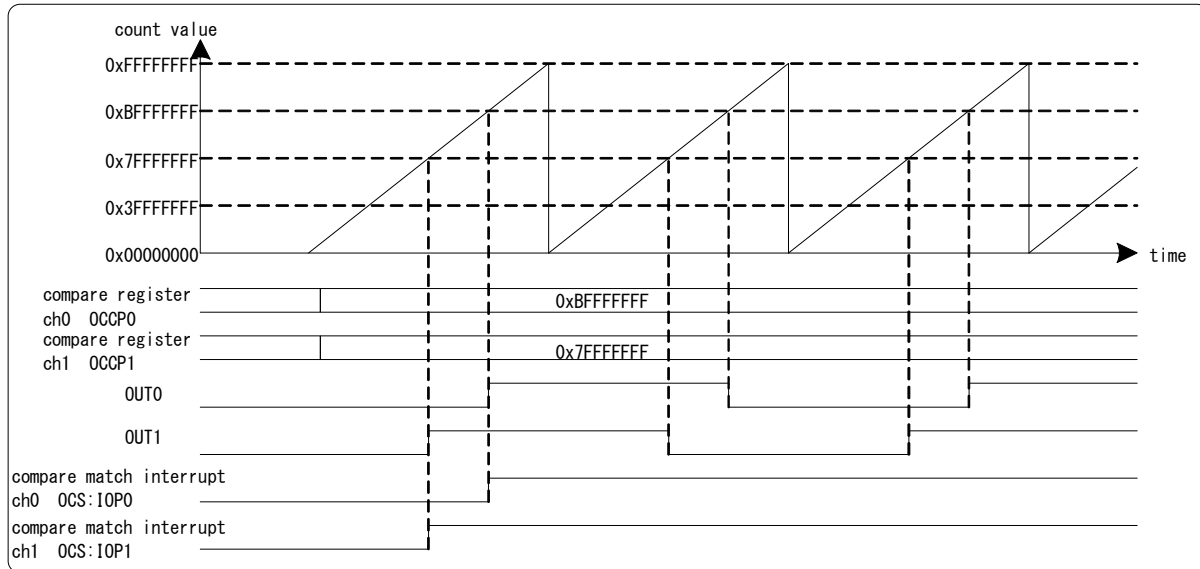 count value
0xFFFFFFFF
0xBFFFFFFF
0x7FFFFFFF
0x3FFFFFFF
0x00000000
time
compare register
ch0 OCCP0
0xBFFFFFFF
compare register
ch1 OCCP1
0x7FFFFFFF
OUT0
OUT1
compare match interrupt
ch0 OCS:IOP0
compare match interrupt
ch1 OCS:IOP1